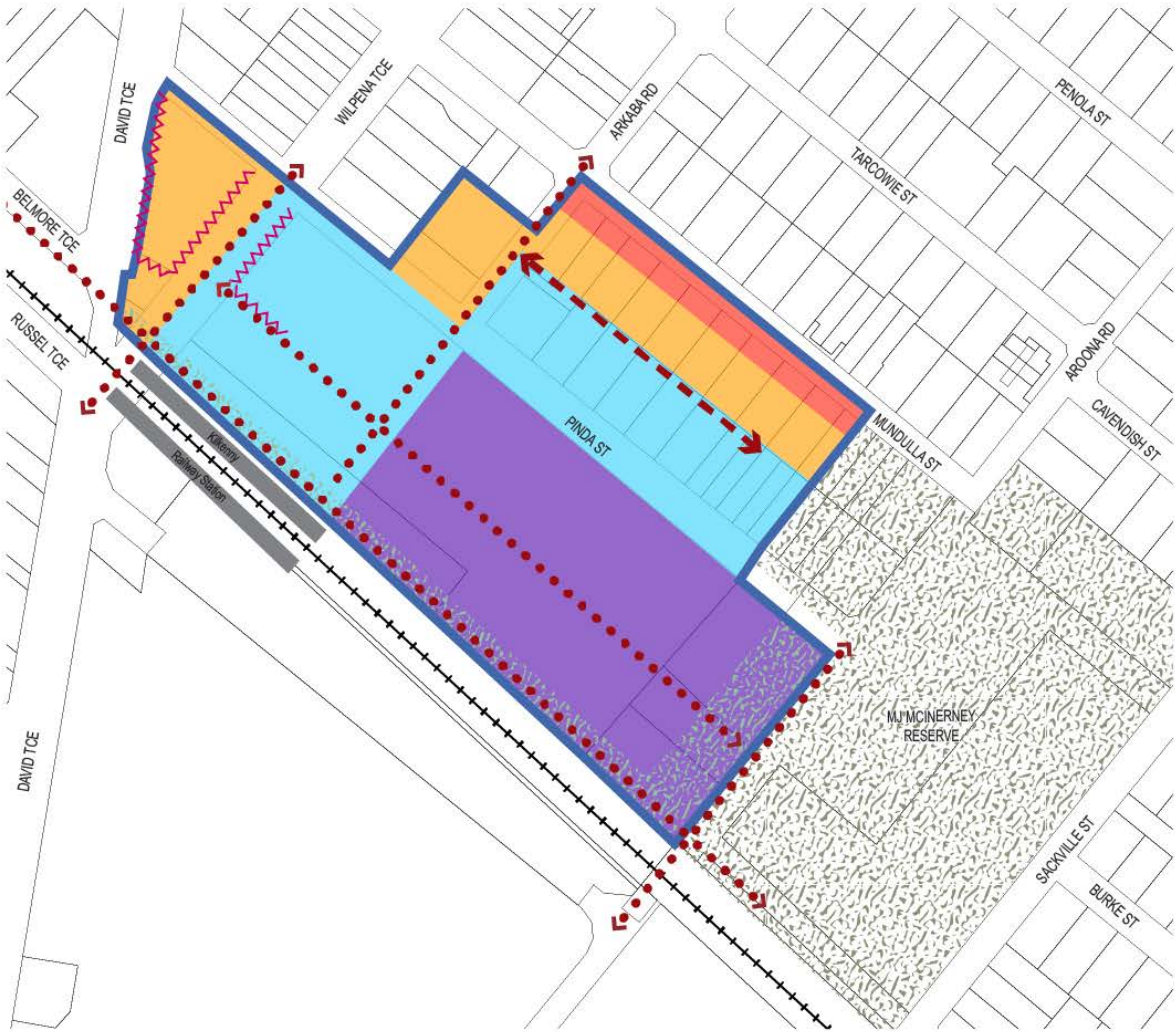 DAVID TCE
WILPENA TCE
ARKABA RD
PENOLA ST
TARCOWIE ST
BELMORE TCE
RUSSEL TCE
AROONA RD
CAVENDISH ST
MUNDULLA ST
PINDA ST
Kilkenny
Railway Station
MJ MCINERNEY
RESERVE
DAVID TCE
SACKVILLE ST
BURKE ST